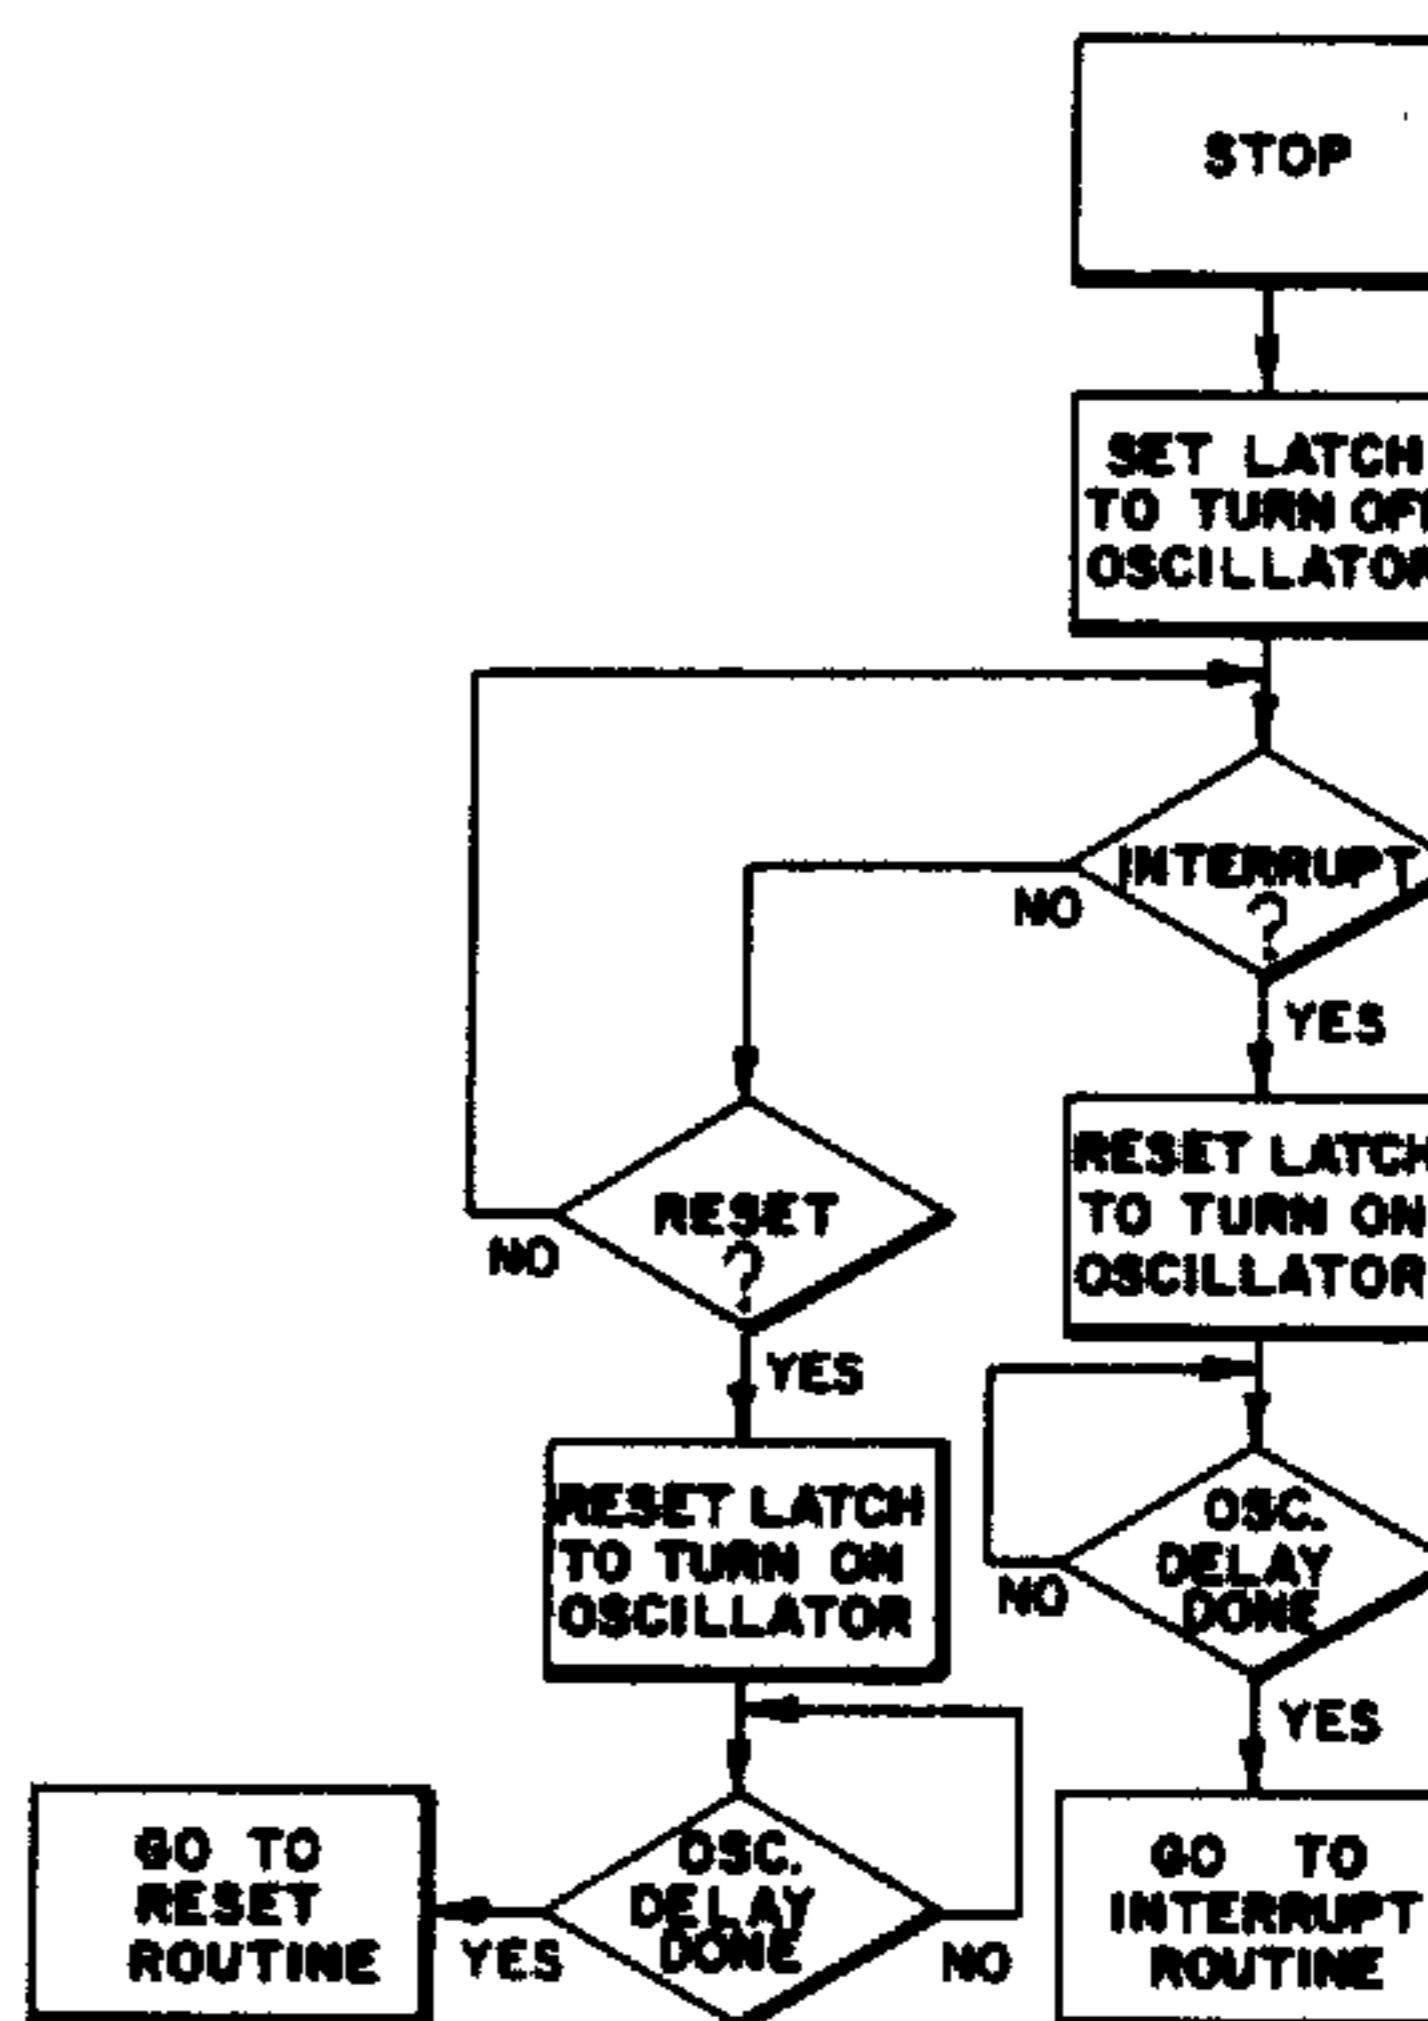 STOP
SET LATCH
TO TURN OFF
OSCILLATOR
INTERRUPT
?
NO
YES
RESET
?
NO
YES
RESET LATCH
TO TURN ON
OSCILLATOR
RESET LATCH
TO TURN ON
OSCILLATOR
OSC.
DELAY
DONE
NO
YES
OSC.
DELAY
DONE
YES
NO
GO TO
RESET
ROUTINE
GO TO
INTERRUPT
ROUTINE